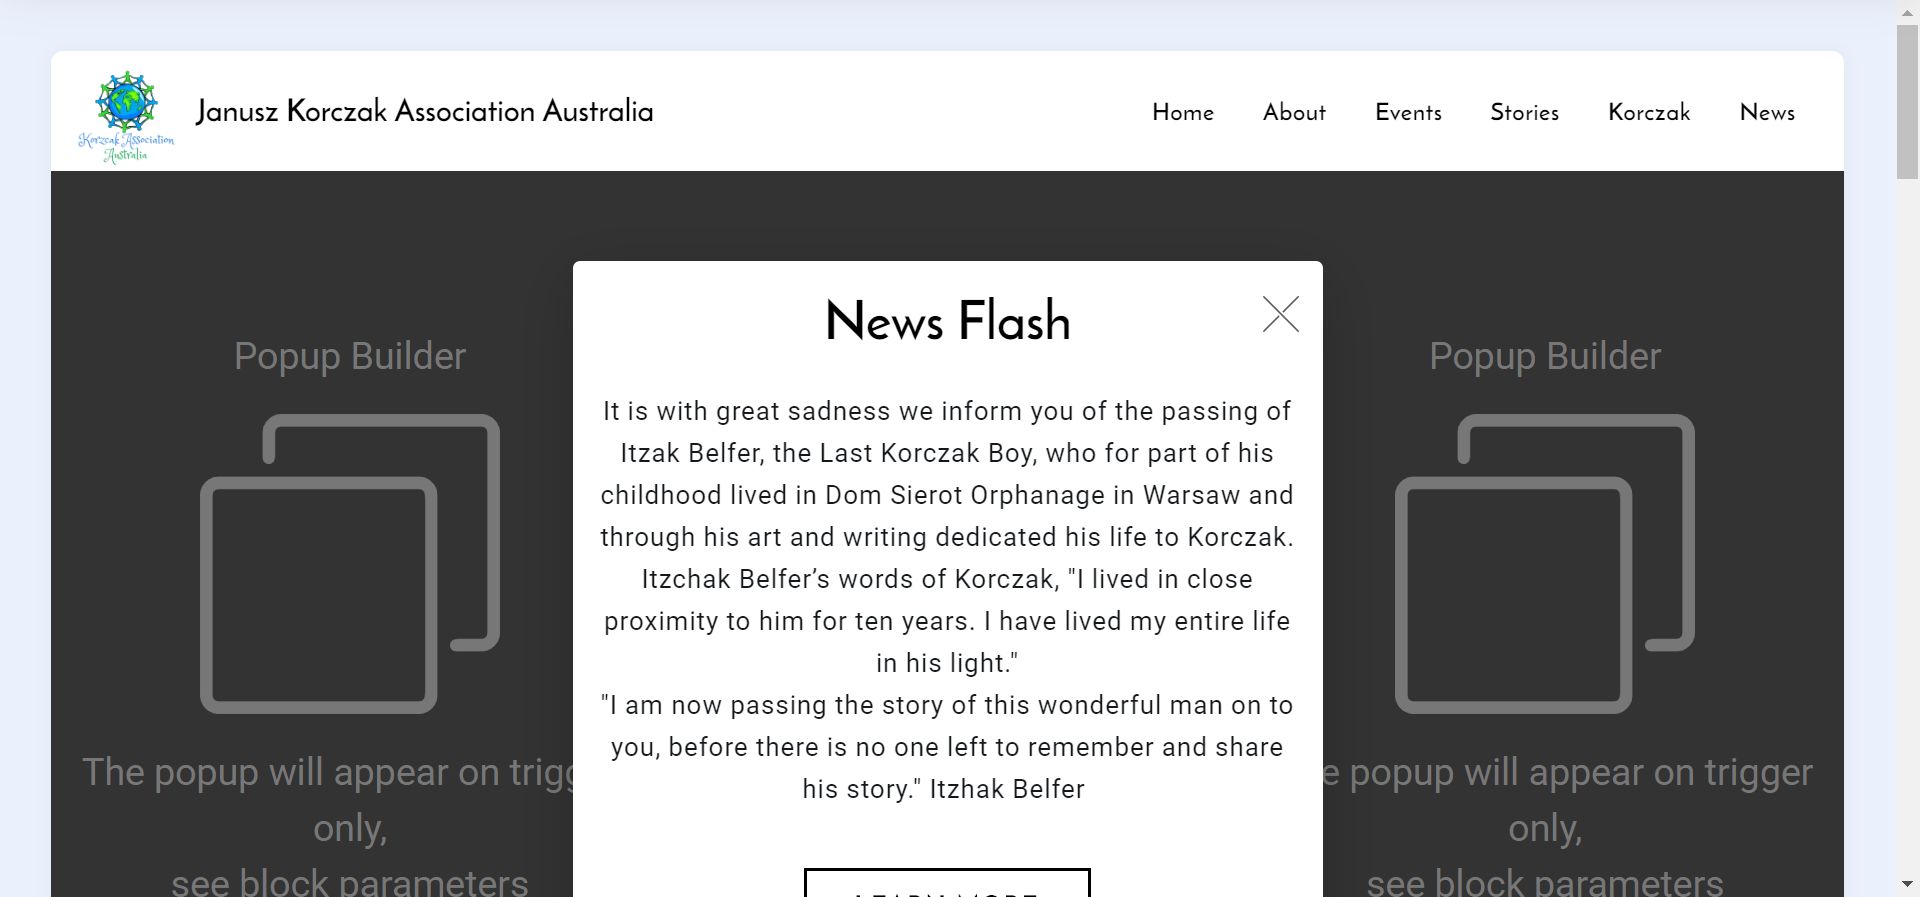 Korczak Association
Australia
Janusz Korczak Association Australia
Home About Events Stories Korczak News
News Flash
It is with great sadness we inform you of the passing of
Itzak Belfer, the Last Korczak Boy, who for part of his
childhood lived in Dom Sierot Orphanage in Warsaw and
through his art and writing dedicated his life to Korczak.
Itzchak Belfer’s words of Korczak, "I lived in close
proximity to him for ten years. I have lived my entire life
in his light."
"I am now passing the story of this wonderful man on to
you, before there is no one left to remember and share
his story." Itzhak Belfer
LEARN MORE
Popup Builder
The popup will appear on trigg
only,
see block parameters
Popup Builder
e popup will appear on trigger
only,
see block parameters